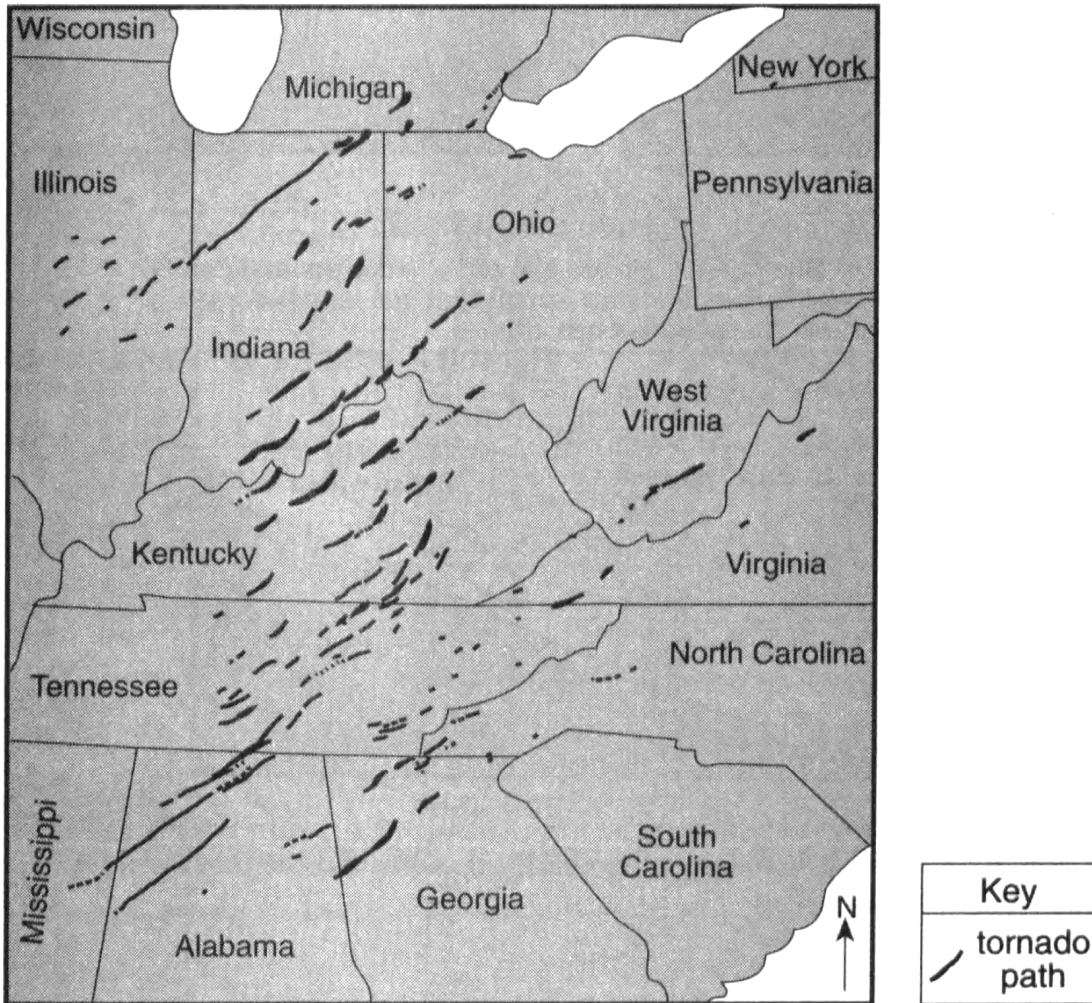 Wisconsin
Michigan
New York
Illinois
Ohio
Pennsylvania
Indiana
West
Virginia
Kentucky
Virginia
Tennessee
North Carolina
Mississippi
Alabama
Georgia
South
Carolina
N
Key
tornado
path